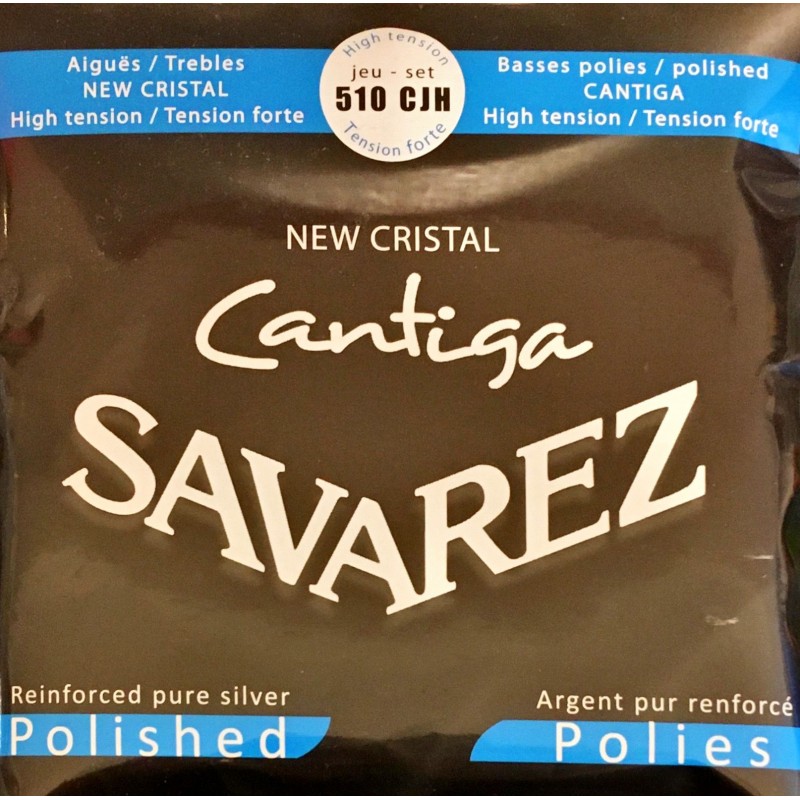 Aiguës / Trebles
NEW CRISTAL
High tension / Tension forte
High tension
jeu - set
510 CJH
Tension forte
Basses polies / polished
CANTIGA
High tension / Tension forte
NEW CRISTAL
Cantiga
SAVAREZ
Reinforced pure silver
Polished
Argent pur renforcé
Polies